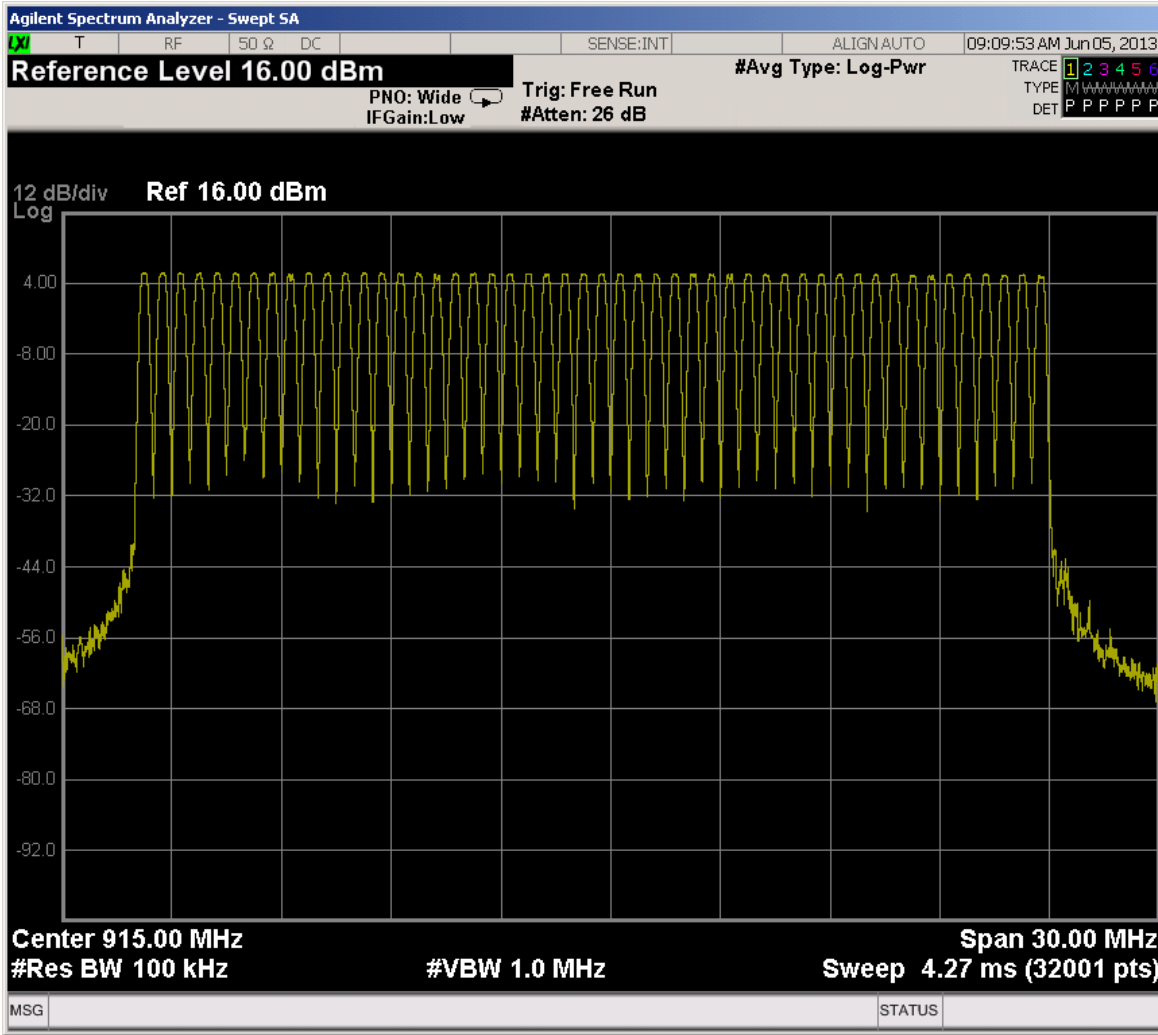 Agilent Spectrum Analyzer - Swept SA
LXI T RF 50 Ω DC SENSE:INT ALIGN AUTO 09:09:53 AM Jun 05, 2013
Reference Level 16.00 dBm #Avg Type: Log-Pwr TRACE 1 2 3 4 5 6
PNO: Wide Trig: Free Run TYPE M
IFGain:Low #Atten: 26 dB DET P P P P P P
12 dB/div Ref 16.00 dBm
Log
4.00
-8.00
-20.0
-32.0
-44.0
-56.0
-68.0
-80.0
-92.0
Center 915.00 MHz Span 30.00 MHz
#Res BW 100 kHz #VBW 1.0 MHz Sweep 4.27 ms (32001 pts)
MSG STATUS